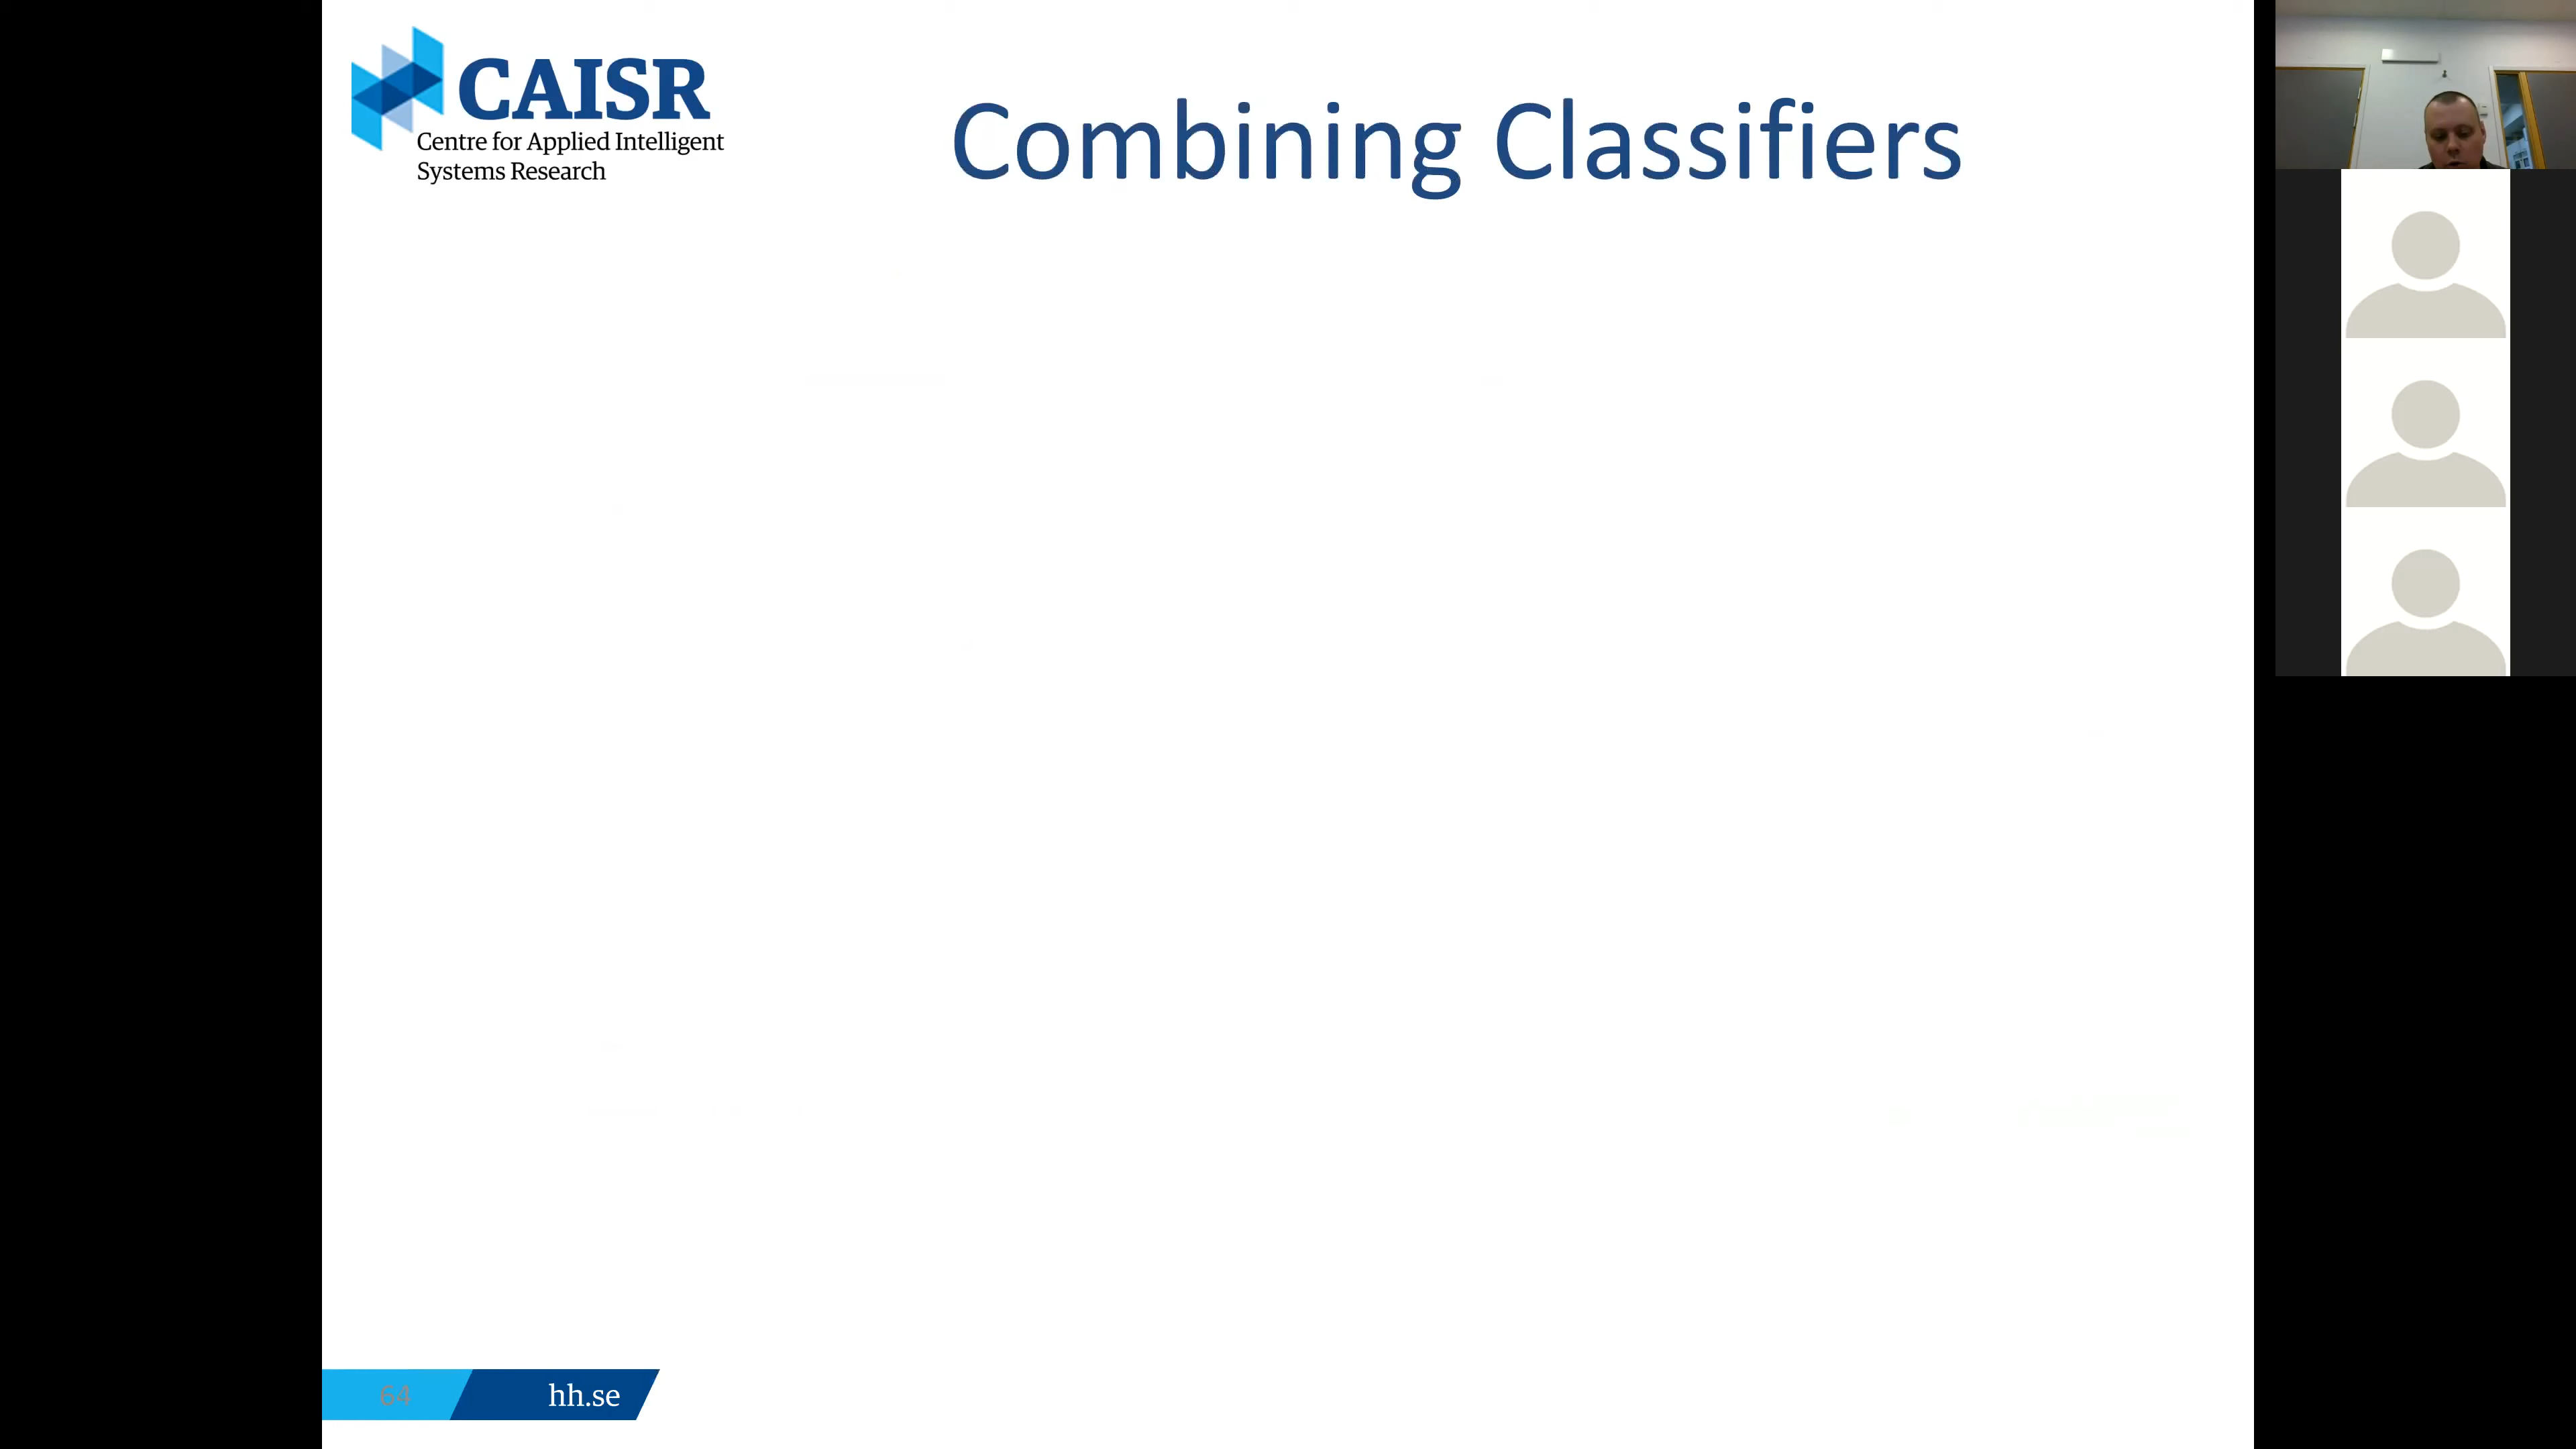 CAISR
Centre for Applied Intelligent
Systems Research
Combining Classifiers
64
hh.se